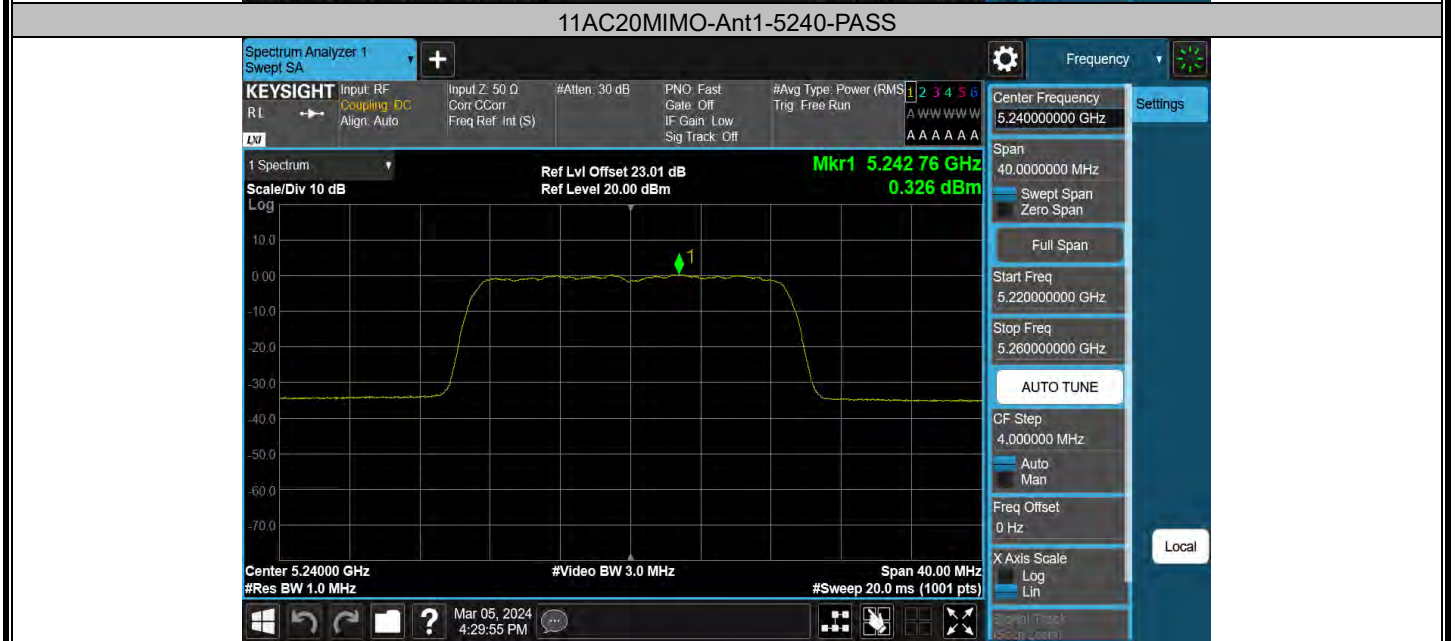 11AC20MIMO-Ant1-5240-PASS
Spectrum Analyzer 1
Swept SA
+
Frequency
KEYSIGHT
RL
LXI
Input: RF
Coupling: DC
Align: Auto
Input Z: 50 Ω
Corr CCorr
Freq Ref: Int (S)
#Atten: 30 dB
PNO: Fast
Gate: Off
IF Gain: Low
Sig Track: Off
#Avg Type: Power (RMS
Trig: Free Run
1 2 3 4 5 6
A W W W W W
A A A A A A
1 Spectrum
Scale/Div 10 dB
Log
Ref Lvl Offset 23.01 dB
Ref Level 20.00 dBm
Mkr1 5.242 76 GHz
0.326 dBm
1
10.0
0.00
-10.0
-20.0
-30.0
-40.0
-50.0
-60.0
-70.0
Center 5.24000 GHz
#Res BW 1.0 MHz
#Video BW 3.0 MHz
Span 40.00 MHz
#Sweep 20.0 ms (1001 pts)
?
Mar 05, 2024
4:29:55 PM
Center Frequency
5.240000000 GHz
Settings
Span
40.0000000 MHz
Swept Span
Zero Span
Full Span
Start Freq
5.220000000 GHz
Stop Freq
5.260000000 GHz
AUTO TUNE
CF Step
4.000000 MHz
Auto
Man
Freq Offset
0 Hz
X Axis Scale
Log
Lin
Signal Track
(Span Zoom)
Local